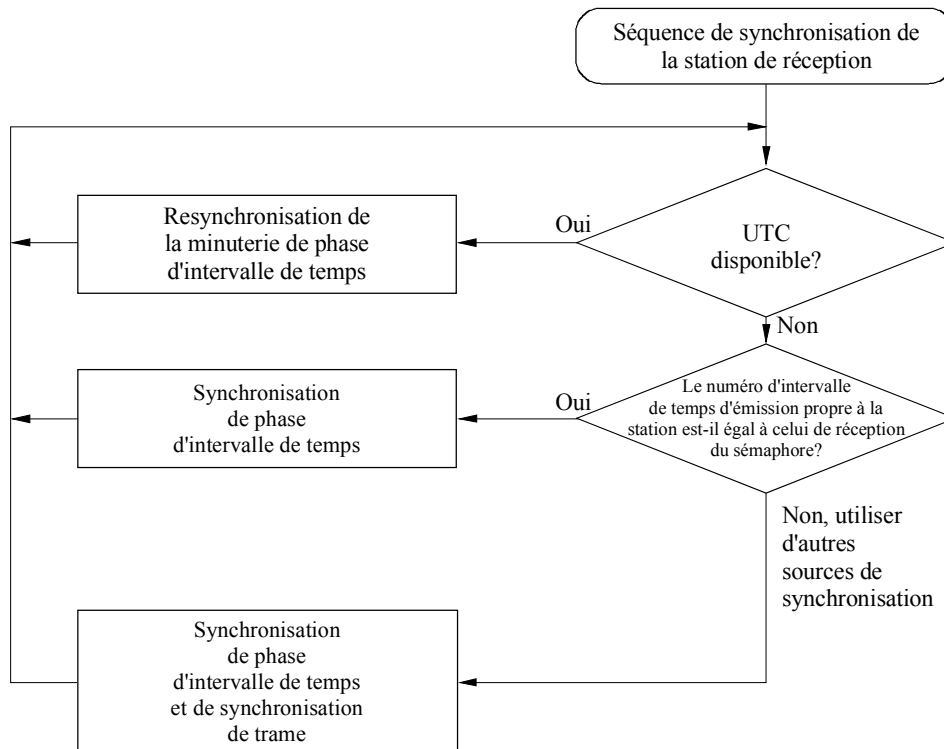 Séquence de synchronisation de
la station de réception
Resynchronisation de
la minuterie de phase
d'intervalle de temps
Oui
UTC
disponible?
Non
Synchronisation
de phase
d'intervalle de temps
Oui
Le numéro d'intervalle
de temps d'émission propre à la
station est-il égal à celui de réception
du sémaphore?
Non, utiliser
d'autres
sources de
synchronisation
Synchronisation
de phase
d'intervalle de temps
et de synchronisation
de trame